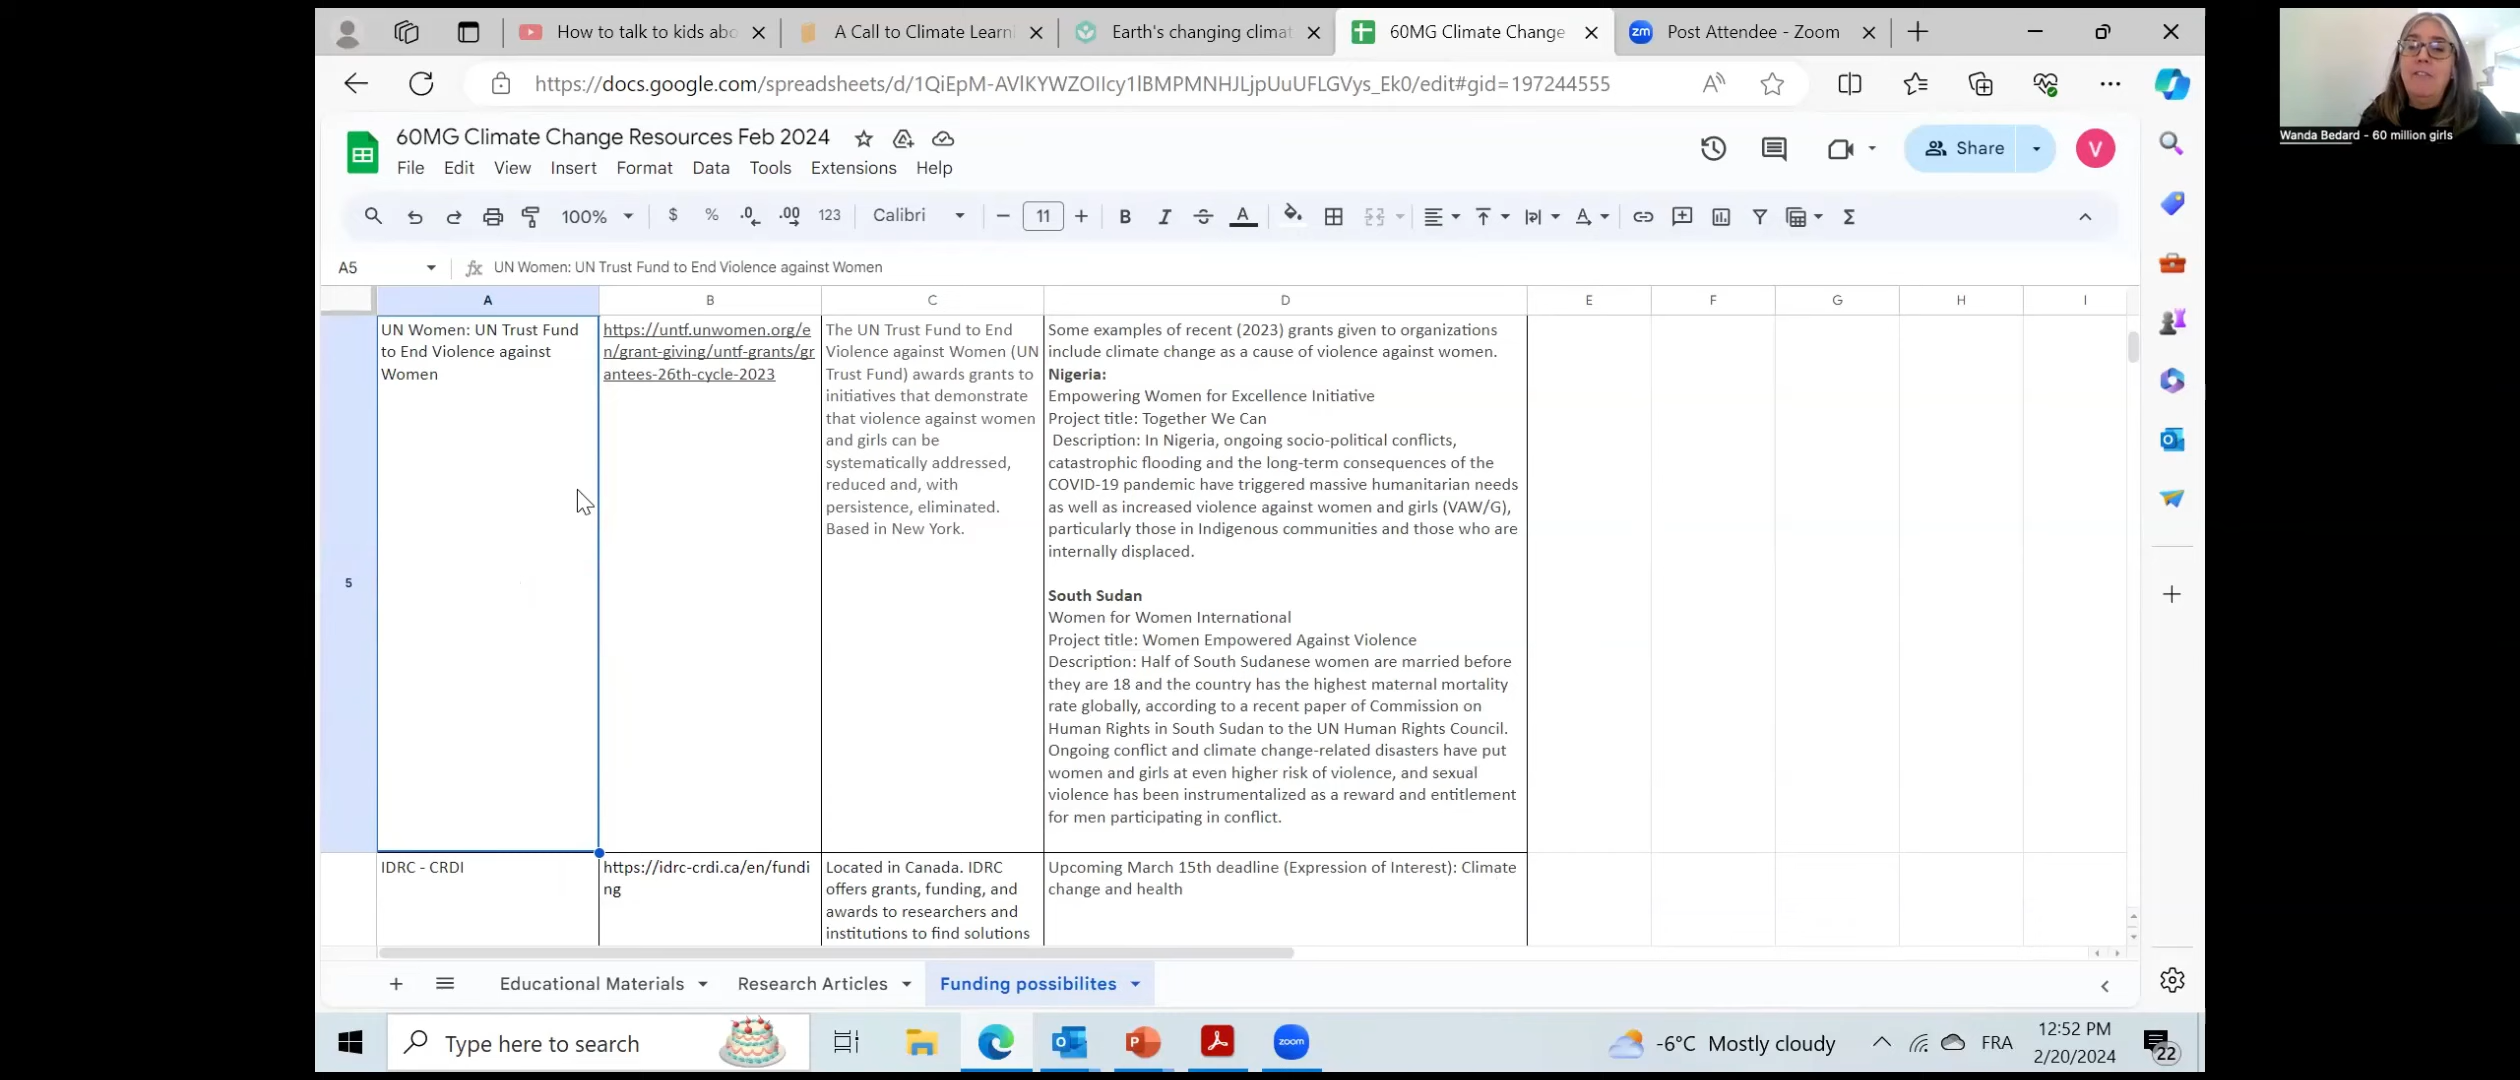 How to talk to kids abo
A Call to Climate Learni
Earth's changing climat
60MG Climate Change
Post Attendee - Zoom
https://docs.google.com/spreadsheets/d/1QiEpM-AVlKYWZOIIcy1lBMPMNHJLjpUuUFLGVys_Ek0/edit#gid=197244555
60MG Climate Change Resources Feb 2024
File Edit View Insert Format Data Tools Extensions Help
Share
V
100%
$ % .0 .00 123
Calibri
11
A5
UN Women: UN Trust Fund to End Violence against Women
A B C D E F G H I
5
UN Women: UN Trust Fund
to End Violence against
Women
https://untf.unwomen.org/e
n/grant-giving/untf-grants/gr
antees-26th-cycle-2023
The UN Trust Fund to End
Violence against Women (UN
Trust Fund) awards grants to
initiatives that demonstrate
that violence against women
and girls can be
systematically addressed,
reduced and, with
persistence, eliminated.
Based in New York.
Some examples of recent (2023) grants given to organizations
include climate change as a cause of violence against women.
Nigeria:
Empowering Women for Excellence Initiative
Project title: Together We Can
Description: In Nigeria, ongoing socio-political conflicts,
catastrophic flooding and the long-term consequences of the
COVID-19 pandemic have triggered massive humanitarian needs
as well as increased violence against women and girls (VAW/G),
particularly those in Indigenous communities and those who are
internally displaced.
South Sudan
Women for Women International
Project title: Women Empowered Against Violence
Description: Half of South Sudanese women are married before
they are 18 and the country has the highest maternal mortality
rate globally, according to a recent paper of Commission on
Human Rights in South Sudan to the UN Human Rights Council.
Ongoing conflict and climate change-related disasters have put
women and girls at even higher risk of violence, and sexual
violence has been instrumentalized as a reward and entitlement
for men participating in conflict.
IDRC - CRDI
https://idrc-crdi.ca/en/fundi
ng
Located in Canada. IDRC
offers grants, funding, and
awards to researchers and
institutions to find solutions
Upcoming March 15th deadline (Expression of Interest): Climate
change and health
Educational Materials
Research Articles
Funding possibilites
Type here to search
zoom
-6°C Mostly cloudy
FRA
12:52 PM
2/20/2024
22
Wanda Bedard - 60 million girls